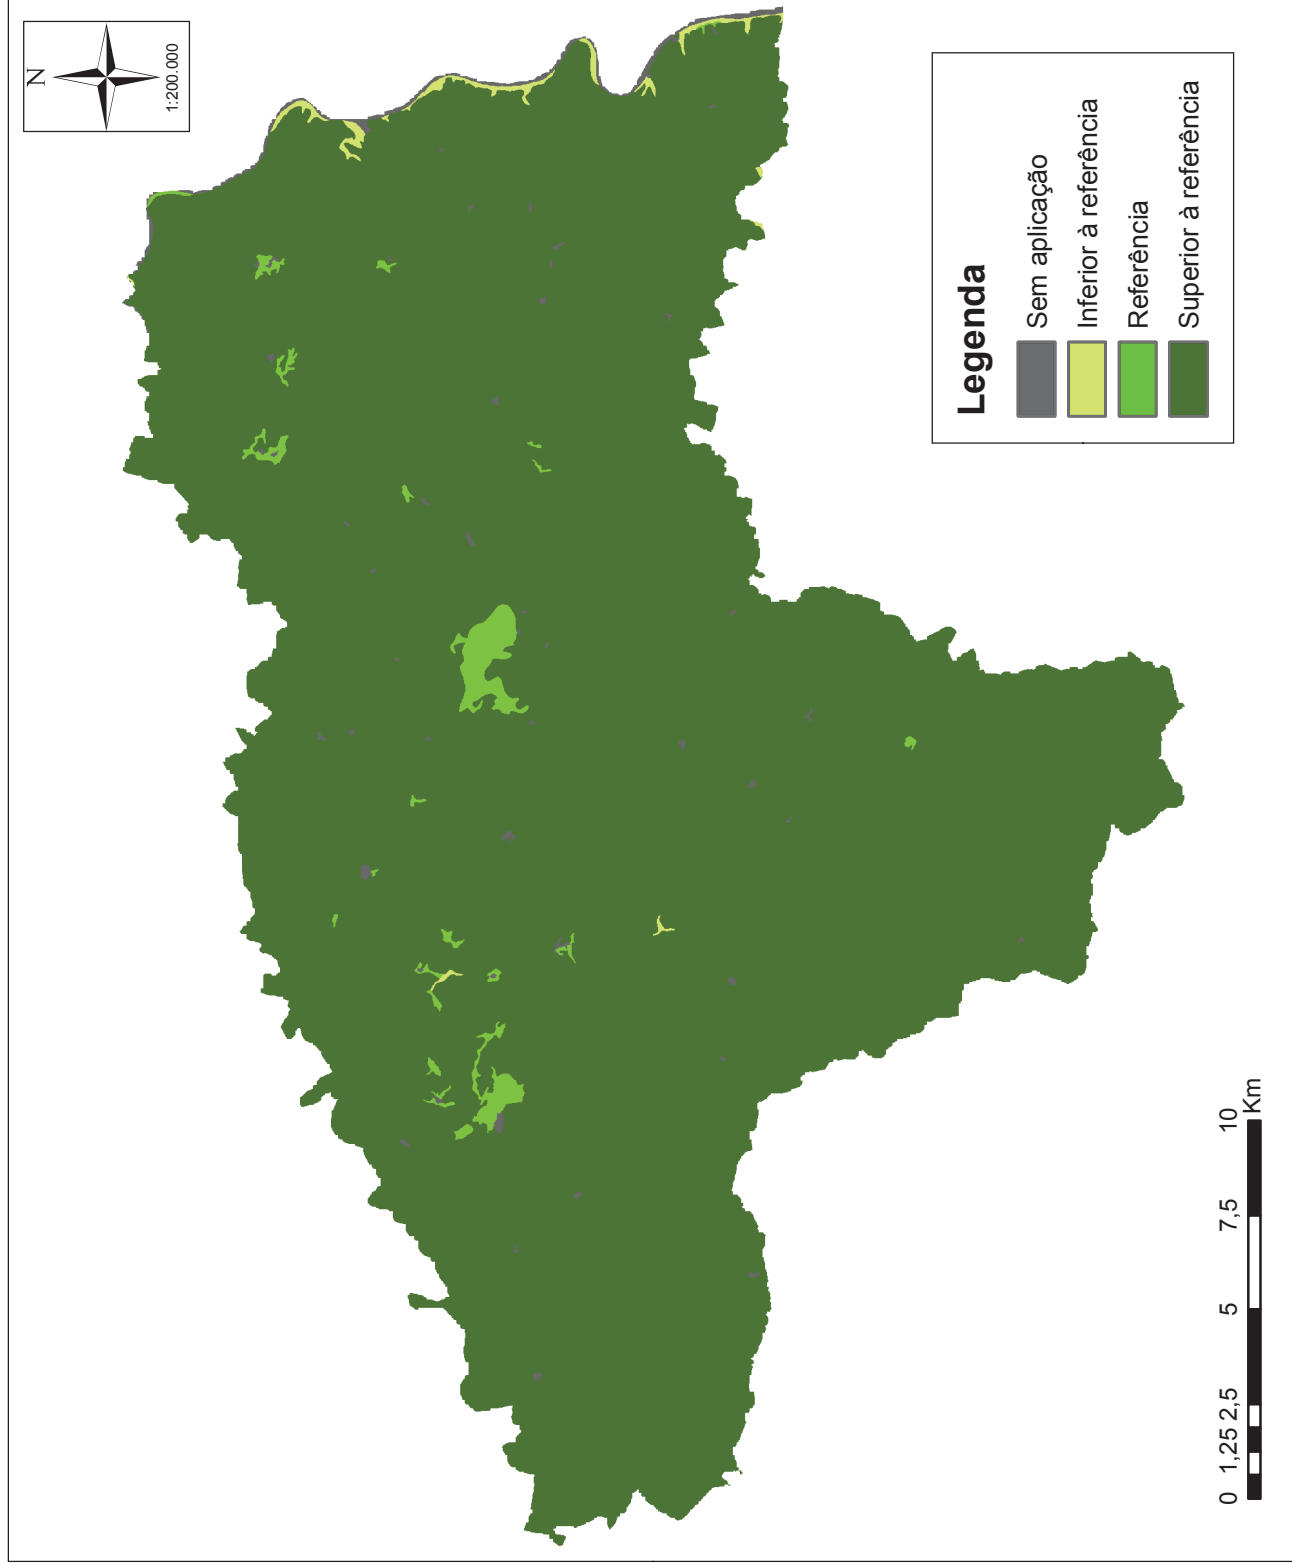 N
1:200.000
Legenda
Sem aplicação
Inferior à referência
Referência
Superior à referência
0 1,25 2,5 5 7,5 10
Km